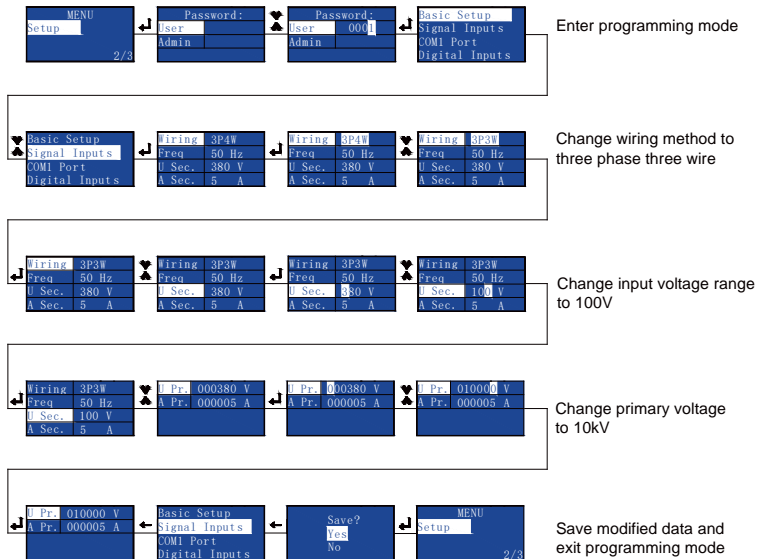 MENU
Setup
2/3
Password:
User
Admin
Password:
User 0001
Admin
Basic Setup
Signal Inputs
COM1 Port
Digital Inputs
Enter programming mode
Basic Setup
Signal Inputs
COM1 Port
Digital Inputs
Wiring 3P4W
Freq 50 Hz
U Sec. 380 V
A Sec. 5 A
Wiring 3P4W
Freq 50 Hz
U Sec. 380 V
A Sec. 5 A
Wiring 3P3W
Freq 50 Hz
U Sec. 380 V
A Sec. 5 A
Change wiring method to
three phase three wire
Wiring 3P3W
Freq 50 Hz
U Sec. 380 V
A Sec. 5 A
Wiring 3P3W
Freq 50 Hz
U Sec. 380 V
A Sec. 5 A
Wiring 3P3W
Freq 50 Hz
U Sec. 380 V
A Sec. 5 A
Wiring 3P3W
Freq 50 Hz
U Sec. 100 V
A Sec. 5 A
Change input voltage range
to 100V
Wiring 3P3W
Freq 50 Hz
U Sec. 100 V
A Sec. 5 A
U Pr. 000380 V
A Pr. 000005 A
U Pr. 000380 V
A Pr. 000005 A
U Pr. 010000 V
A Pr. 000005 A
Change primary voltage
to 10kV
U Pr. 010000 V
A Pr. 000005 A
Basic Setup
Signal Inputs
COM1 Port
Digital Inputs
Save?
Yes
No
MENU
Setup
2/3
Save modified data and
exit programming mode